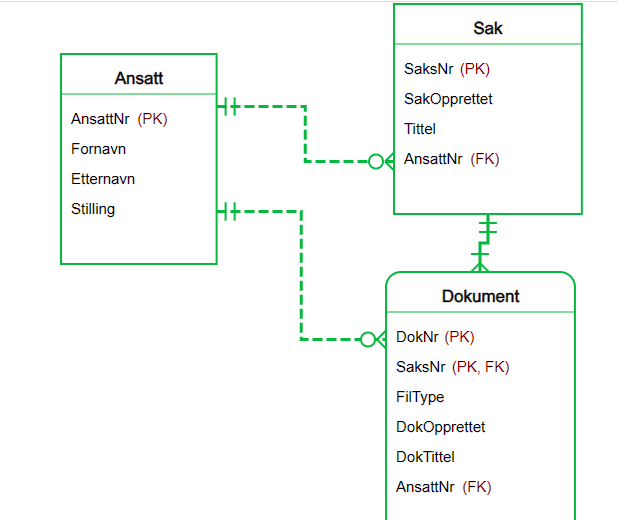 Ansatt
AnsattNr (PK)
Fornavn
Etternavn
Stilling
Sak
SaksNr (PK)
SakOpprettet
Tittel
AnsattNr (FK)
Dokument
DokNr (PK)
SaksNr (PK, FK)
FilType
DokOpprettet
DokTittel
AnsattNr (FK)